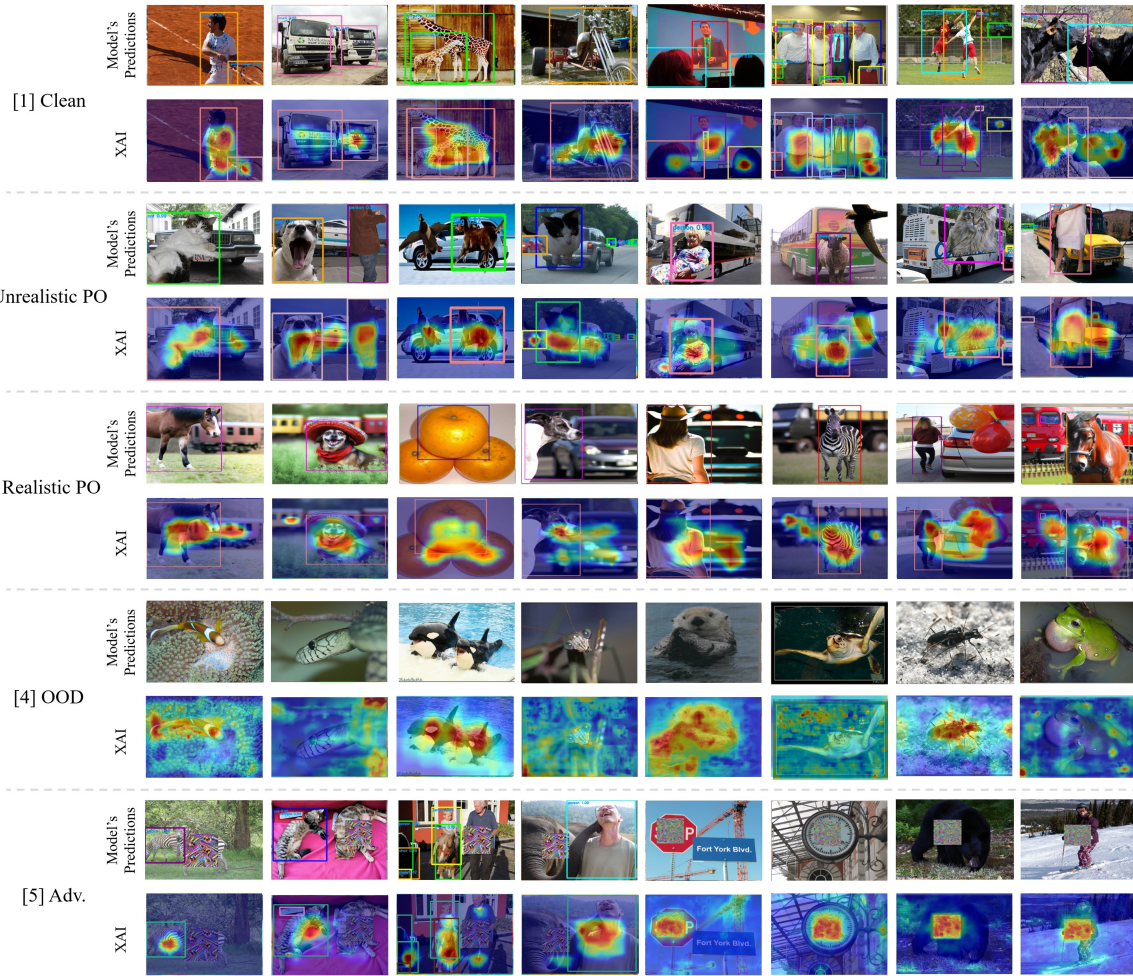 Model's
Predictions
[1] Clean
XAI
Model's
Predictions
Unrealistic PO
XAI
Model's
Predictions
Realistic PO
XAI
Model's
Predictions
[4] OOD
XAI
Model's
Predictions
P
Fort York Blvd.
[5] Adv.
XAI
P
Fort York Blvd.